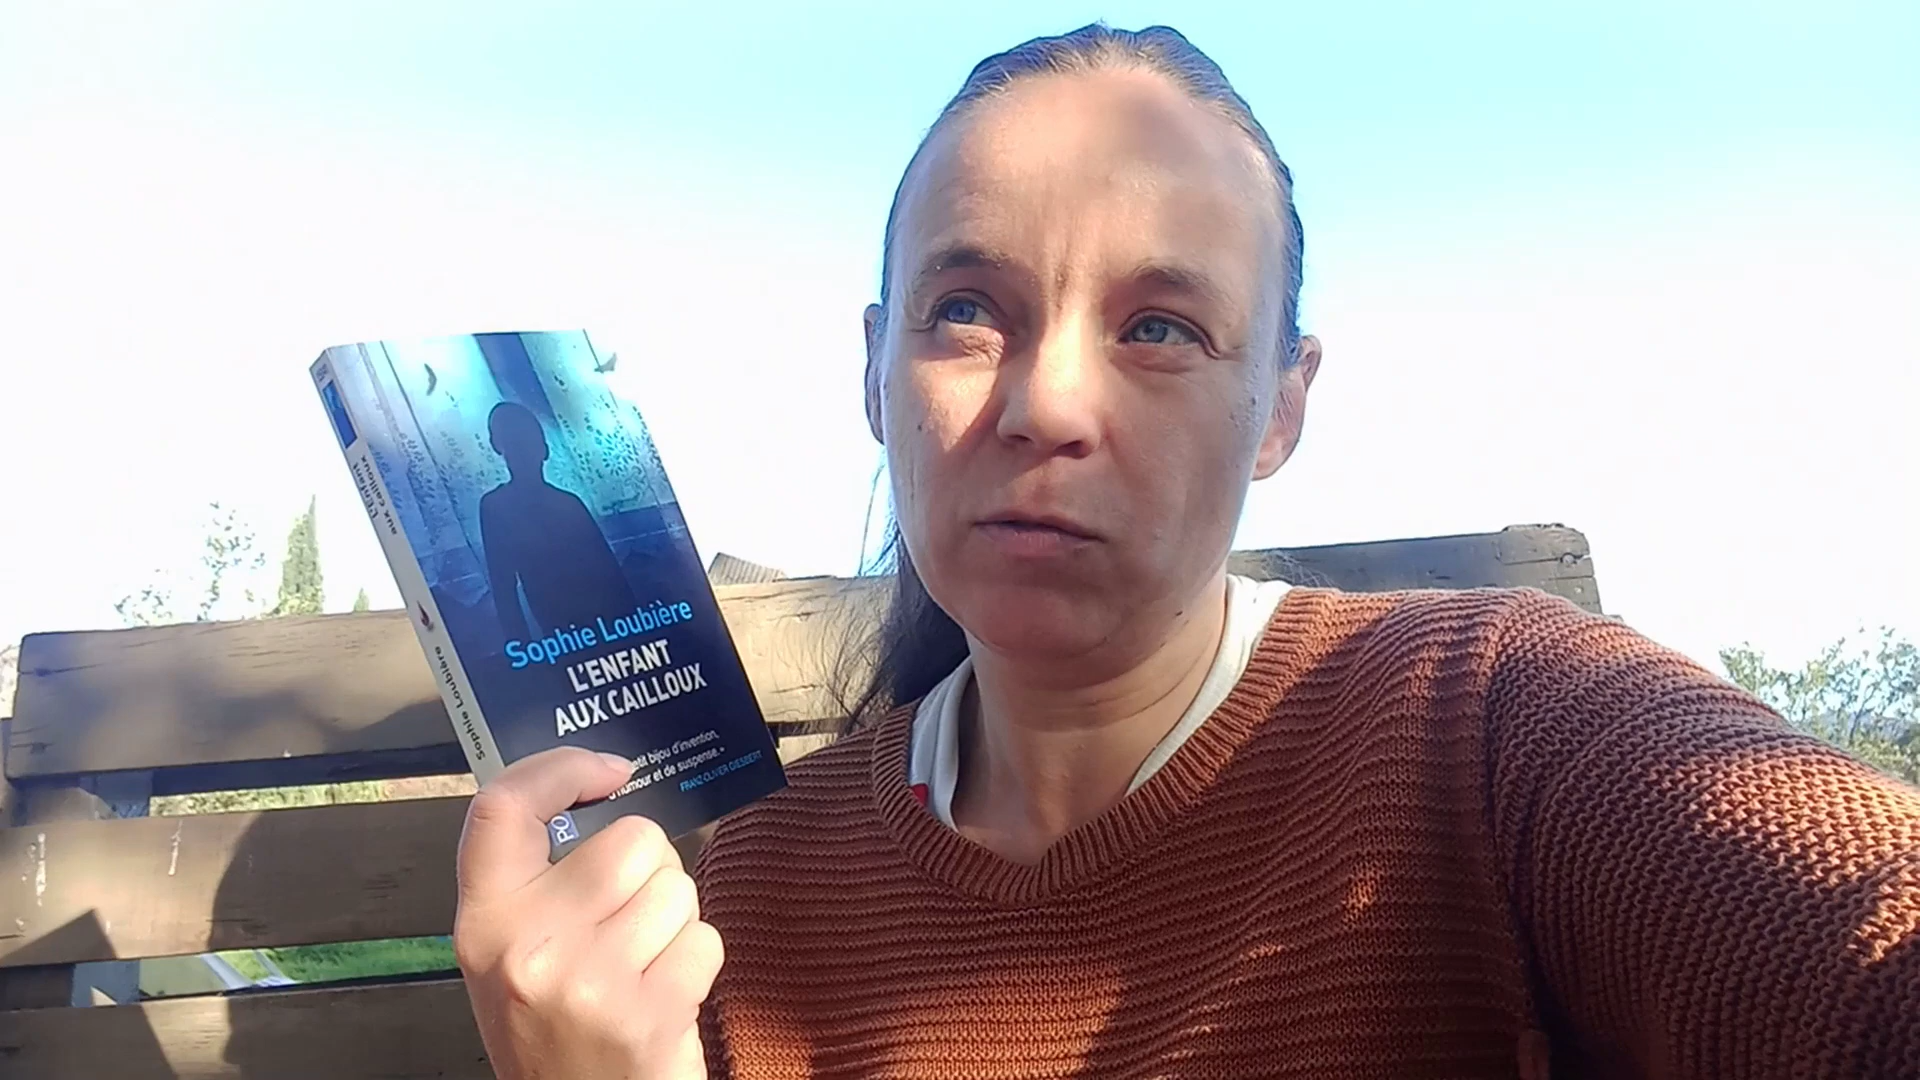 L'Enfant
aux cailloux
Sophie Loubière
Sophie Loubière
L'ENFANT
AUX CAILLOUX
petit bijou d'invention,
d'humour et de suspense. »
FRANZ-OLIVIER GIESBERT
PO